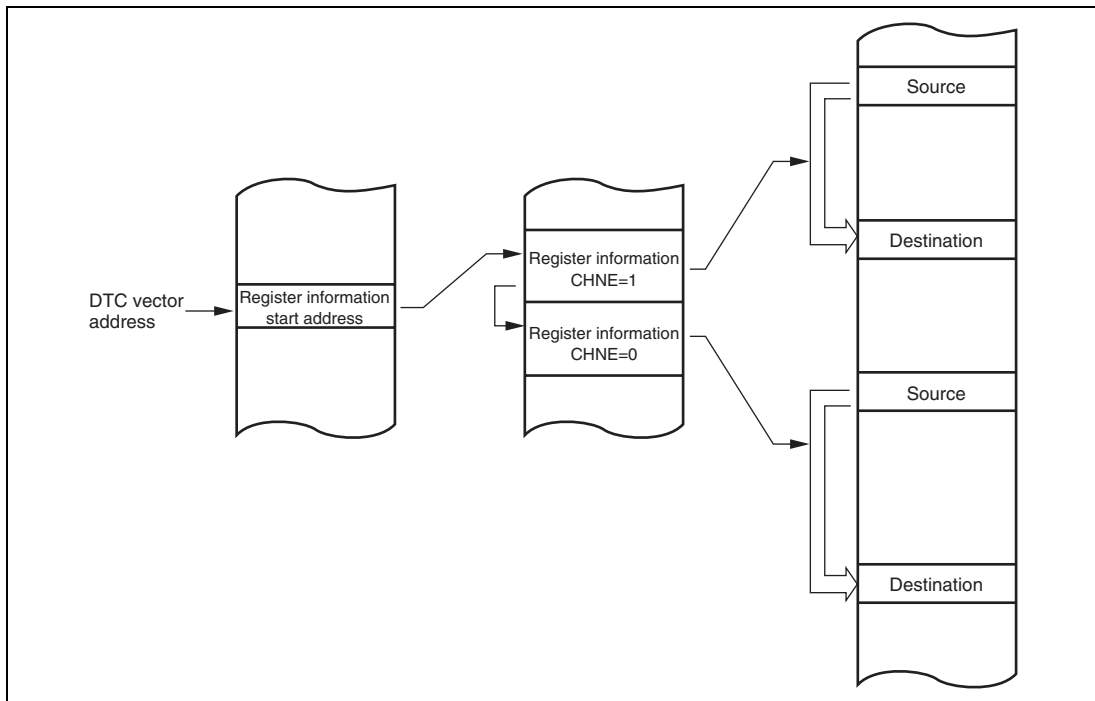 DTC vector
address
Register information
start address
Register information
CHNE=1
Register information
CHNE=0
Source
Destination
Source
Destination